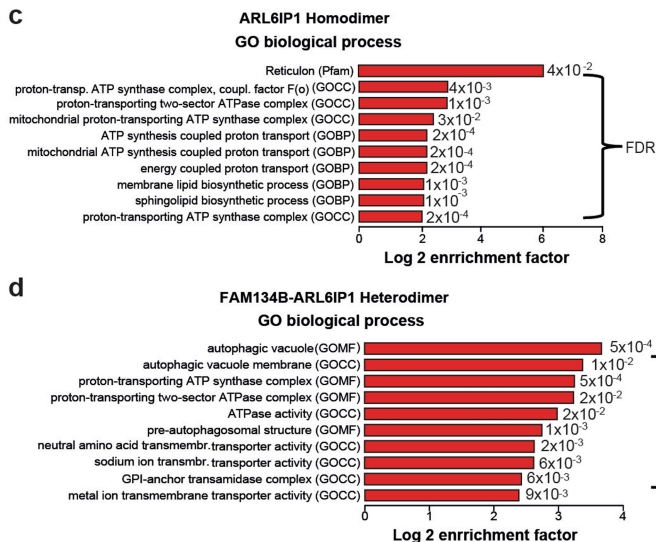 c
ARL6IP1 Homodimer
GO biological process
Reticulon (Pfam) 4x10-2
proton-transp. ATP synthase complex, coupl. factor F(o) (GOCC) 4x10-3
proton-transporting two-sector ATPase complex (GOCC) 1x10-3
mitochondrial proton-transporting ATP synthase complex (GOCC) 3x10-2
ATP synthesis coupled proton transport (GOBP) 2x10-4
mitochondrial ATP synthesis coupled proton transport (GOBP) 2x10-4
FDR
energy coupled proton transport (GOBP) 2x10-4
membrane lipid biosynthetic process (GOBP) 1x10-3
sphingolipid biosynthetic process (GOBP) 1x10-3
proton-transporting ATP synthase complex (GOCC) 2x10-4
0 2 4 6 8
Log 2 enrrichment factor
d
FAM134B-ARL6IP1 Heterodimer
GO biological process
autophagic vacuole(GOMF) 5x10-4
autophagic vacuole membrane (GOCC) 1x10-2
proton-transporting ATP synthase complex (GOMF) 5x10-4
proton-transporting two-sector ATPase complex (GOMF) 2x10-2
ATPase activity (GOCC) 2x10-2
pre-autophagosomal structure (GOMF) 1x10-3
neutral amino acid transmembr. transporter activity (GOCC) 2x10-3
sodium ion transmbr. transporter activity (GOCC) 6x10-3
GPI-anchor transamidase complex (GOCC) 6x10-3
metal ion transmembrane transporter activity (GOCC) 9x10-3
0 1 2 3 4
Log 2 enrrichment factor